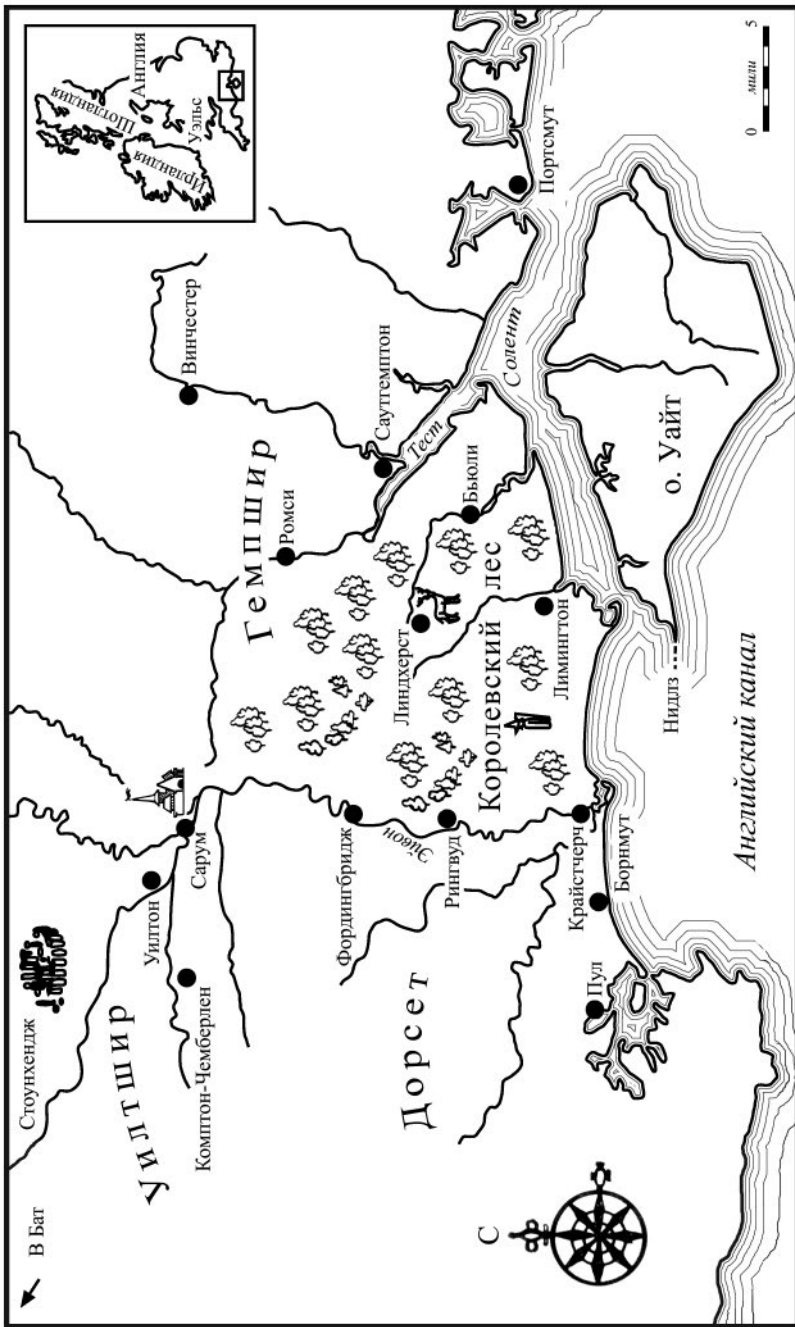 В Бат
Стоунхендж
Уилтшир
Уилтон
Комптон-Чемберлен
Сарум
Винчестер
Гемпшир
Ромси
Саутгемптон
Тест
Солент
Портсмут
Фордингбридж
Эйвон
Рингвуд
Линдхерст
Бьюли
Королевский лес
Лимингтон
Дорсет
Крайстчерч
Борнмут
Пул
Нидлз
о. Уайт
Английский канал
С
Шотландия
Англия
Ирландия
Уэльс
0 5
мили